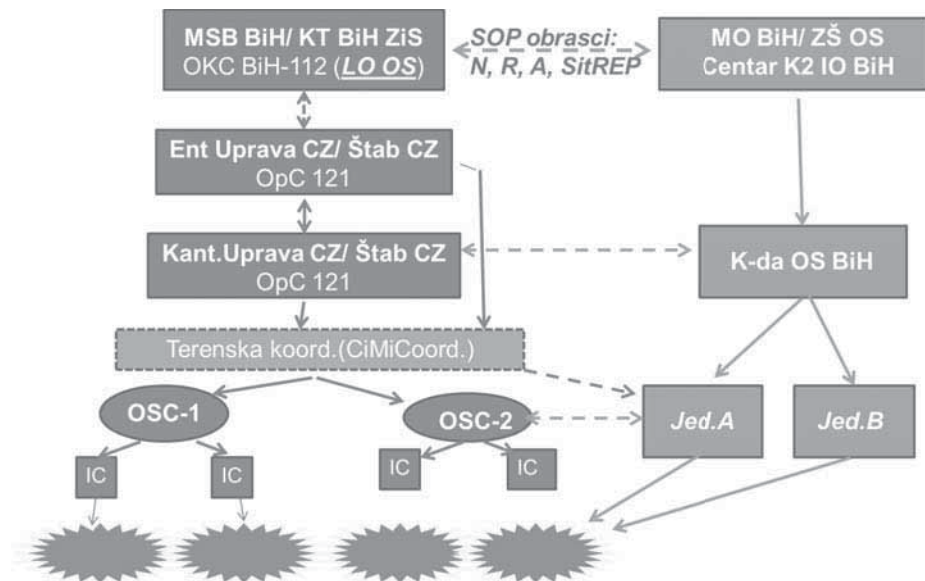 MSB BiH/ KT BiH ZiS
OKC BiH-112 (LO OS)
SOP obrasci:
N, R, A, SitREP
MO BiH/ ZŠ OS
Centar K2 IO BiH
Ent Uprava CZ/ Štab CZ
OpC 121
Kant.Uprava CZ/ Štab CZ
OpC 121
K-da OS BiH
Terenska koord.(CiMiCoord.)
OSC-1
OSC-2
Jed.A
Jed.B
IC
IC
IC
IC